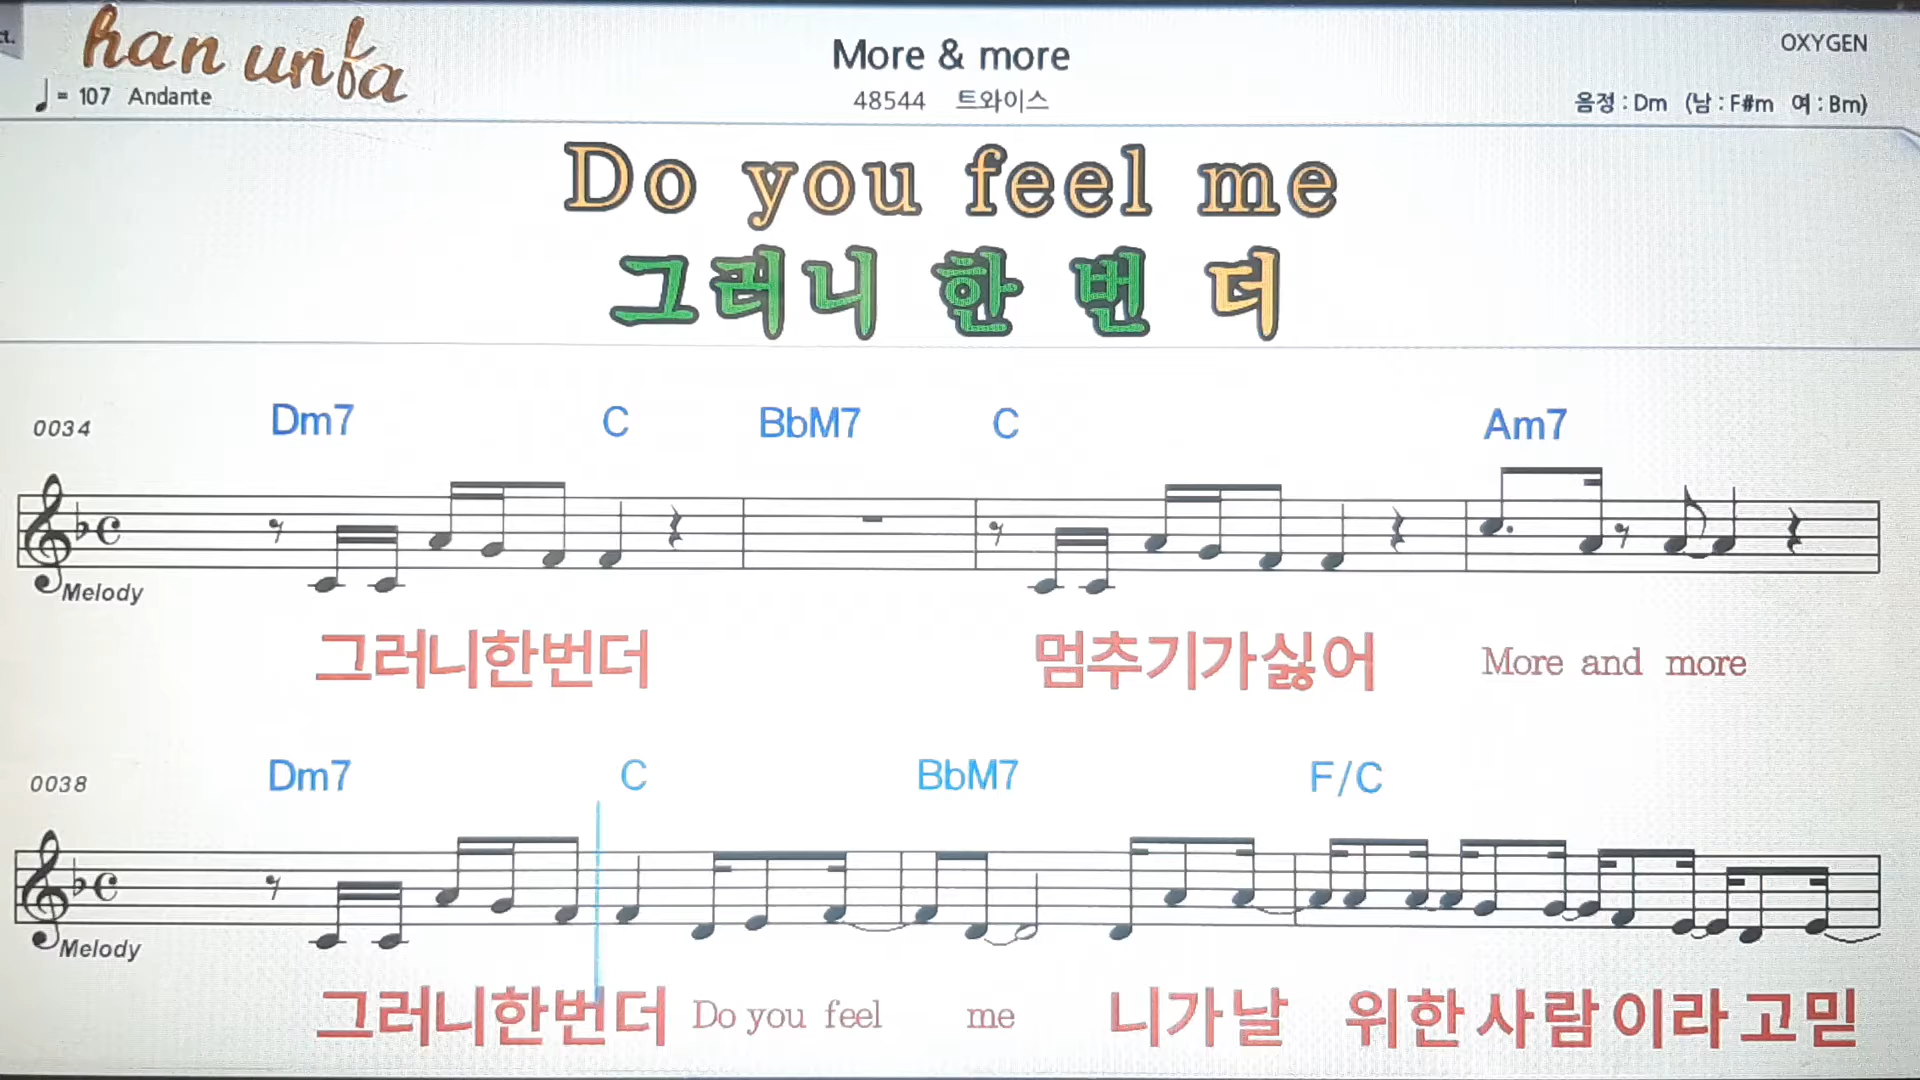 ct.
han unfa
More & more
OXYGEN
♩= 107 Andante
48544 트와이스
음정 : Dm (남 : F#m 여 : Bm)
Do you feel me
그러니 한 번 더
0034 Dm7 C BbM7 C Am7
Melody
그러니한번더 멈추기가싫어 More and more
0038 Dm7 C BbM7 F/C
Melody
그러니한번더 Do you feel me 니가날 위한사람이라고믿